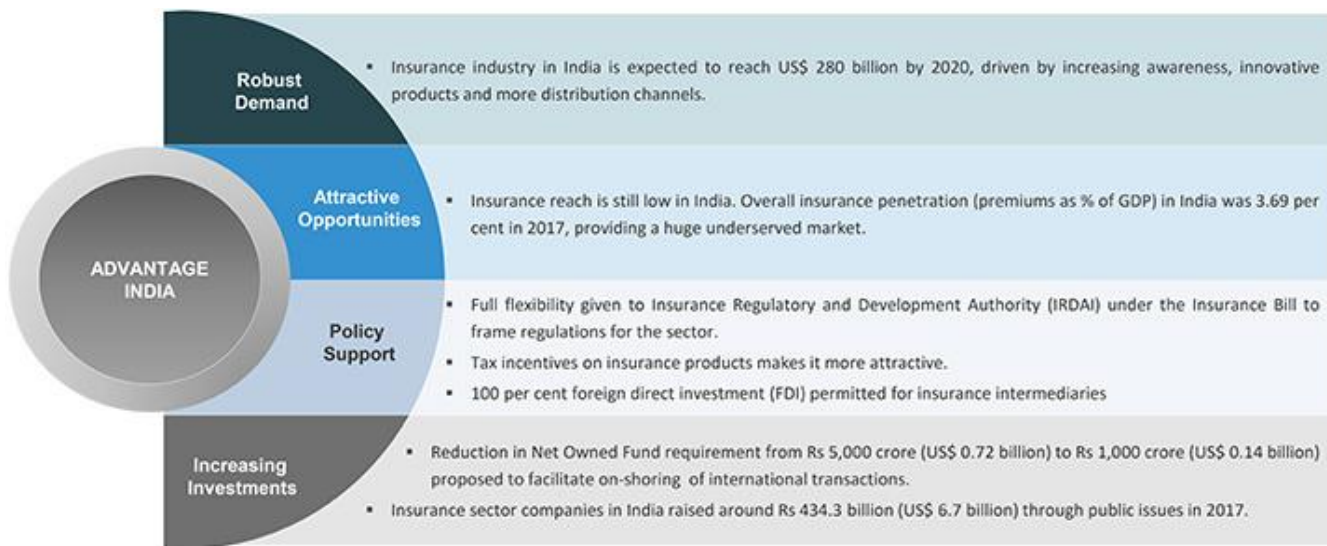 ADVANTAGE
INDIA
Robust
Demand
▪ Insurance industry in India is expected to reach US$ 280 billion by 2020, driven by increasing awareness, innovative
products and more distribution channels.
Attractive
Opportunities
▪ Insurance reach is still low in India. Overall insurance penetration (premiums as % of GDP) in India was 3.69 per
cent in 2017, providing a huge underserved market.
Policy
Support
▪ Full flexibility given to Insurance Regulatory and Development Authority (IRDAI) under the Insurance Bill to
frame regulations for the sector.
▪ Tax incentives on insurance products makes it more attractive.
▪ 100 per cent foreign direct investment (FDI) permitted for insurance intermediaries
Increasing
Investments
▪ Reduction in Net Owned Fund requirement from Rs 5,000 crore (US$ 0.72 billion) to Rs 1,000 crore (US$ 0.14 billion)
proposed to facilitate on-shoring of international transactions.
▪ Insurance sector companies in India raised around Rs 434.3 billion (US$ 6.7 billion) through public issues in 2017.